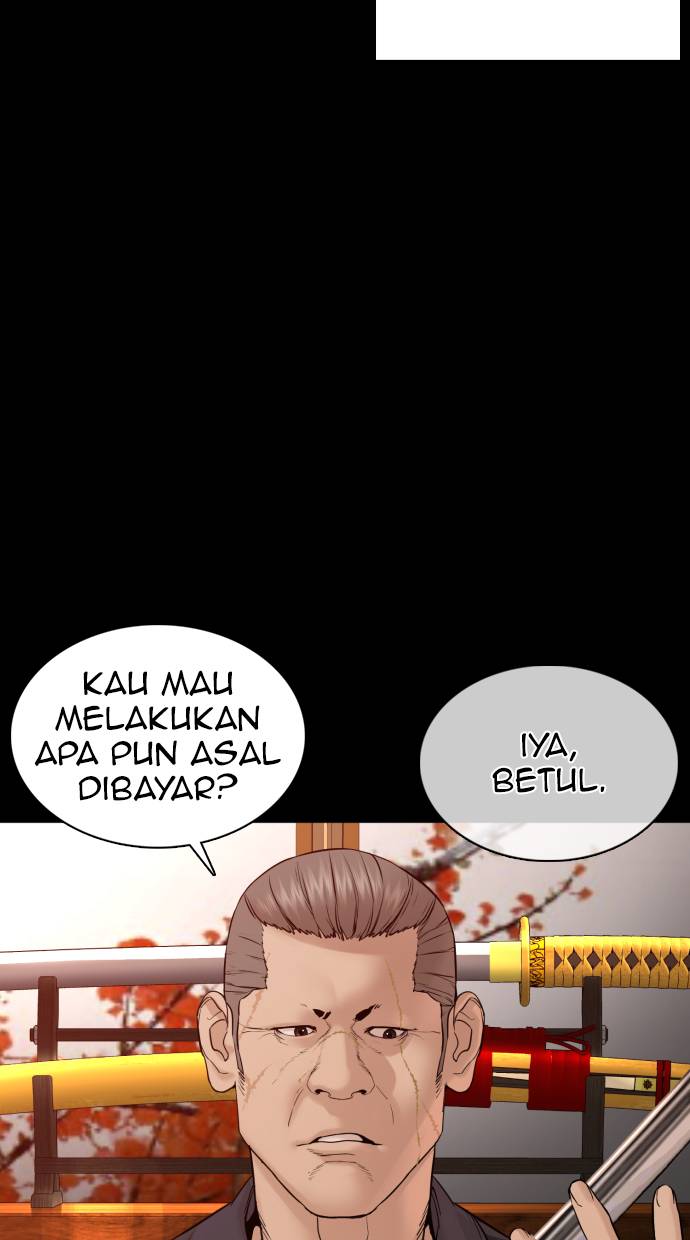 KAU MAU
MELAKUKAN
APA PUN ASAL
DIBAYAR?
IYA,
BETUL.